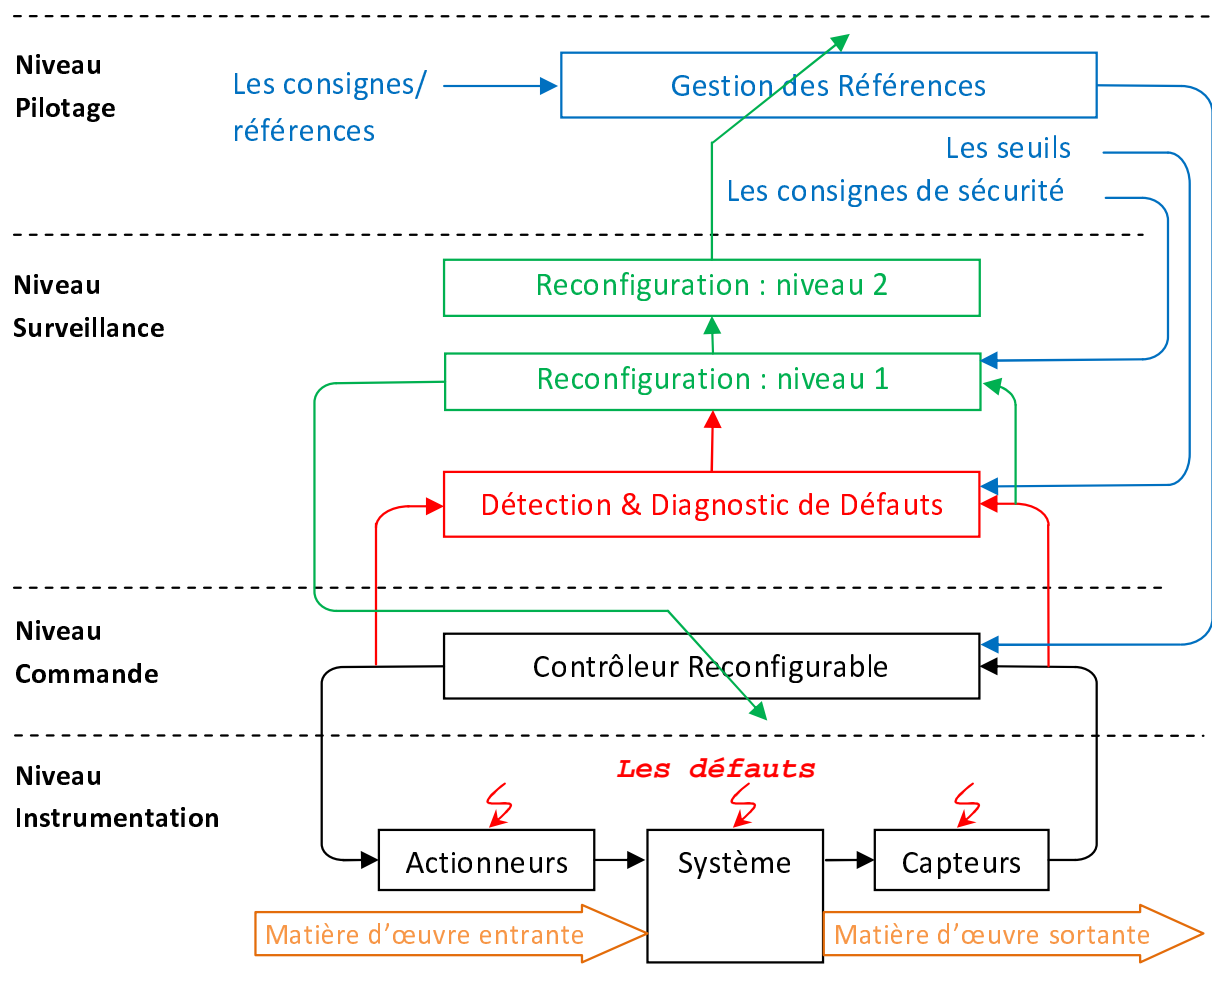 Niveau
Pilotage
Les consignes/
références
Gestion des Références
Les seuils
Les consignes de sécurité
Niveau
Surveillance
Reconfiguration : niveau 2
Reconfiguration : niveau 1
Détection & Diagnostic de Défauts
Niveau
Commande
Contrôleur Reconfigurable
Niveau
Instrumentation
Les défauts
Actionneurs
Système
Capteurs
Matière d’œuvre entrante
Matière d’œuvre sortante